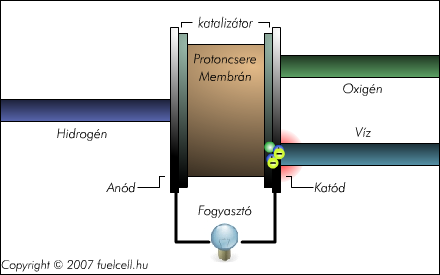 katalizátor
Protoncsere
Membrán
Oxigén
Hidrogén
Víz
Anód
Katód
Fogyasztó
Copyright © 2007 fuelcell.hu